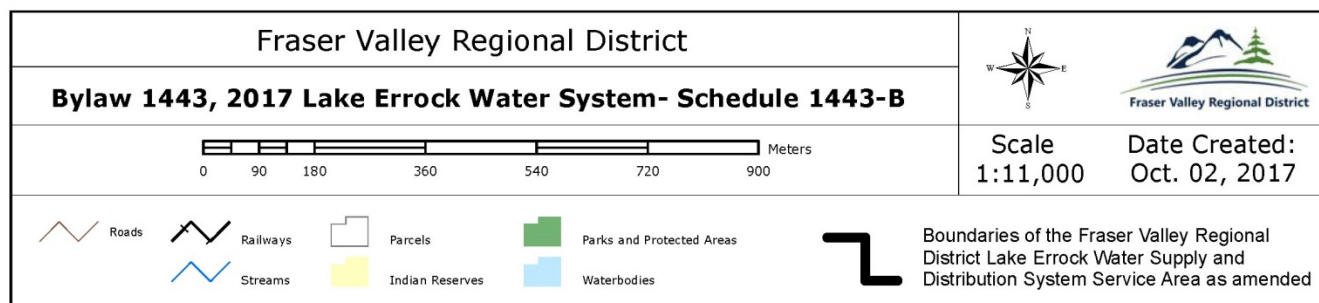 Fraser Valley Regional District
Bylaw 1443, 2017 Lake Errock Water System- Schedule 1443-B
Meters
0 90 180 360 540 720 900
N
W E
S
Fraser Valley Regional District
Scale
1:11,000
Date Created:
Oct. 02, 2017
Roads
Railways
Streams
Parcels
Indian Reserves
Parks and Protected Areas
Waterbodies
Boundaries of the Fraser Valley Regional
District Lake Errock Water Supply and
Distribution System Service Area as amended